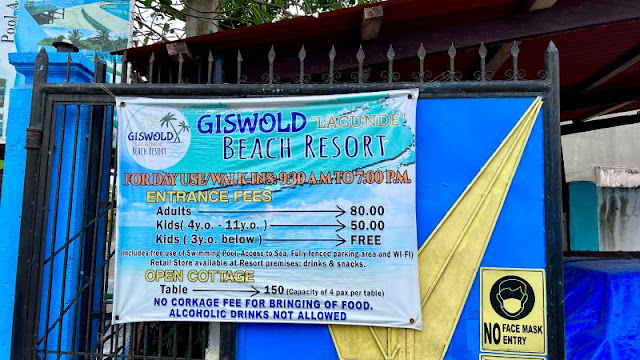 Pool A
GISWOLD
"LAGUNDE"
BEACH RESORT
GISWOLD "LAGUNDE"
BEACH RESORT
FOR DAY USE/WALK-INS: 9:30 A.M TO 7:00 P.M.
ENTRANCE FEES
Adults 80.00
Kids( 4y.o. - 11y.o. ) 50.00
Kids ( 3y.o. below ) FREE
(Includes free use of Swimming Pool, Access to Sea, Fully fenced parking area and WI-FI)
Retail Store available at Resort premises: drinks & snacks.
OPEN COTTAGE
Table 150 (Capacity of 4 pax per table)
NO CORKAGE FEE FOR BRINGING OF FOOD.
ALCOHOLIC DRINKS NOT ALLOWED
NO FACE MASK
ENTRY